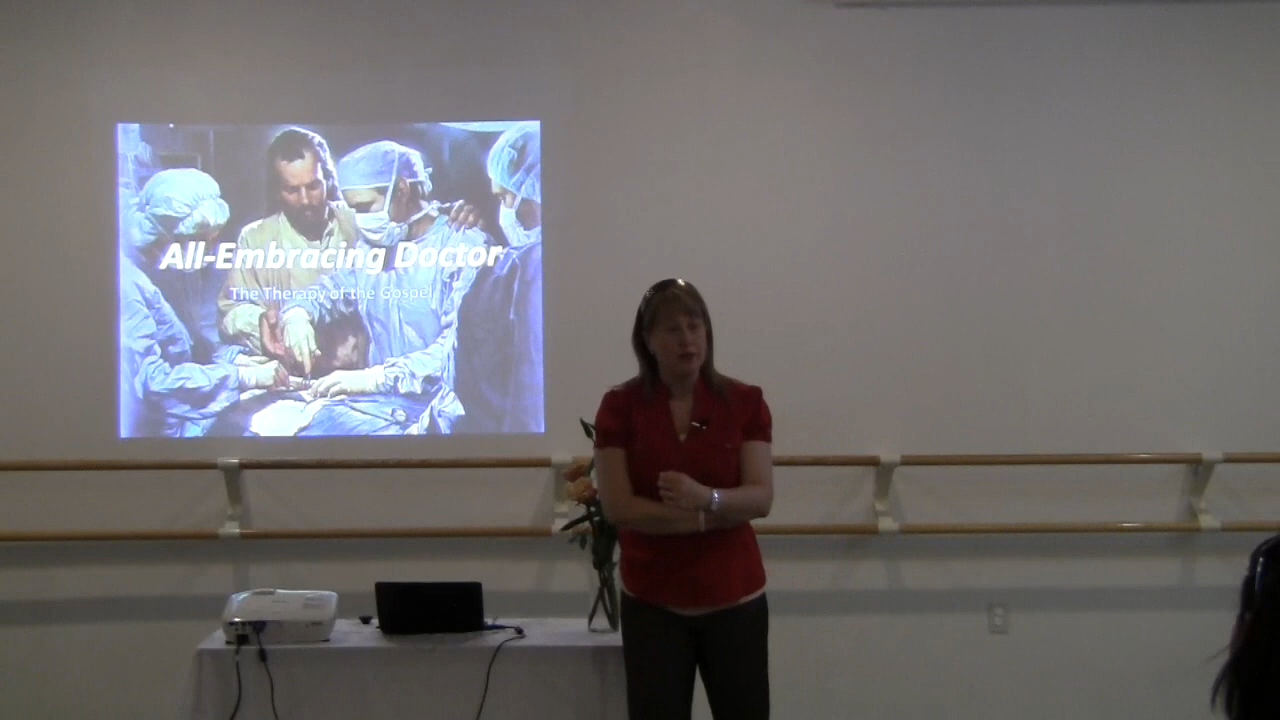 All-Embracing Doctor
The Therapy of the Gospel